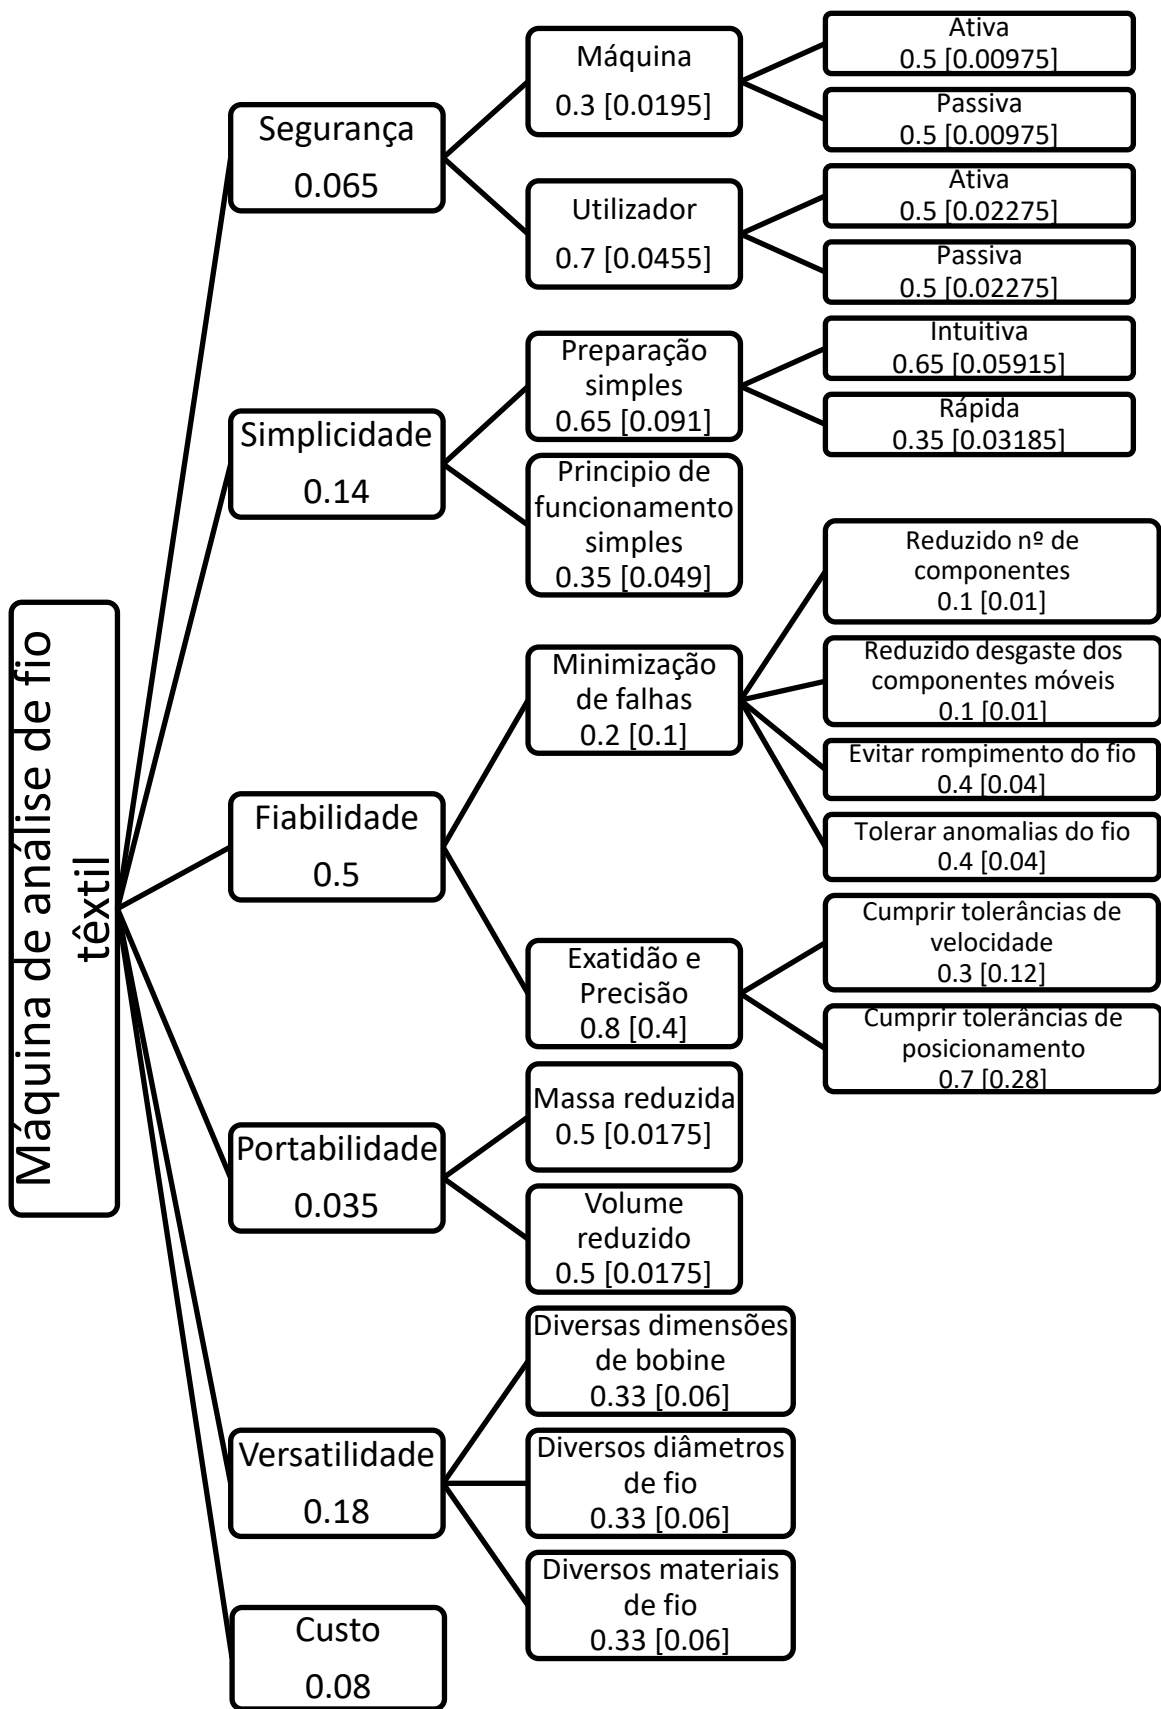 Máquina de análise de fio
têxtil
Segurança
0.065
Máquina
0.3 [0.0195]
Ativa
0.5 [0.00975]
Passiva
0.5 [0.00975]
Utilizador
0.7 [0.0455]
Ativa
0.5 [0.02275]
Passiva
0.5 [0.02275]
Simplicidade
0.14
Preparação
simples
0.65 [0.091]
Intuitiva
0.65 [0.05915]
Rápida
0.35 [0.03185]
Principio de
funcionamento
simples
0.35 [0.049]
Fiabilidade
0.5
Minimização
de falhas
0.2 [0.1]
Reduzido nº de
componentes
0.1 [0.01]
Reduzido desgaste dos
componentes móveis
0.1 [0.01]
Evitar rompimento do fio
0.4 [0.04]
Tolerar anomalias do fio
0.4 [0.04]
Exatidão e
Precisão
0.8 [0.4]
Cumprir tolerâncias de
velocidade
0.3 [0.12]
Cumprir tolerâncias de
posicionamento
0.7 [0.28]
Portabilidade
0.035
Massa reduzida
0.5 [0.0175]
Volume
reduzido
0.5 [0.0175]
Versatilidade
0.18
Diversas dimensões
de bobine
0.33 [0.06]
Diversos diâmetros
de fio
0.33 [0.06]
Diversos materiais
de fio
0.33 [0.06]
Custo
0.08